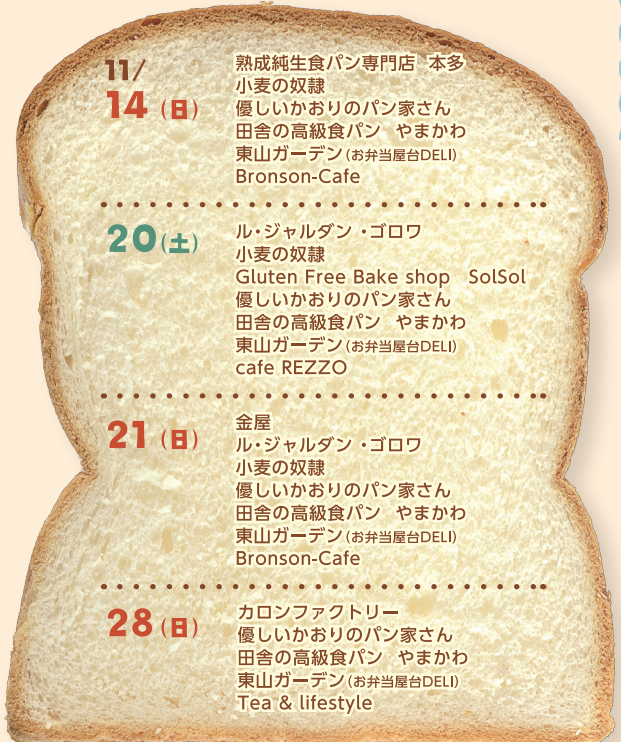 11/
14 (日)
熟成純生食パン専門店 本多
小麦の奴隷
優しいかおりのパン家さん
田舎の高級食パン やまかわ
東山ガーデン(お弁当屋台DELI)
Bronson-Cafe
20(土)
ル・ジャルダン・ゴロワ
小麦の奴隷
Gluten Free Bake shop SolSol
優しいかおりのパン家さん
田舎の高級食パン やまかわ
東山ガーデン(お弁当屋台DELI)
cafe REZZO
21 (日)
金屋
ル・ジャルダン・ゴロワ
小麦の奴隷
優しいかおりのパン家さん
田舎の高級食パン やまかわ
東山ガーデン(お弁当屋台DELI)
Bronson-Cafe
28 (日)
カロンファクトリー
優しいかおりのパン家さん
田舎の高級食パン やまかわ
東山ガーデン(お弁当屋台DELI)
Tea & lifestyle